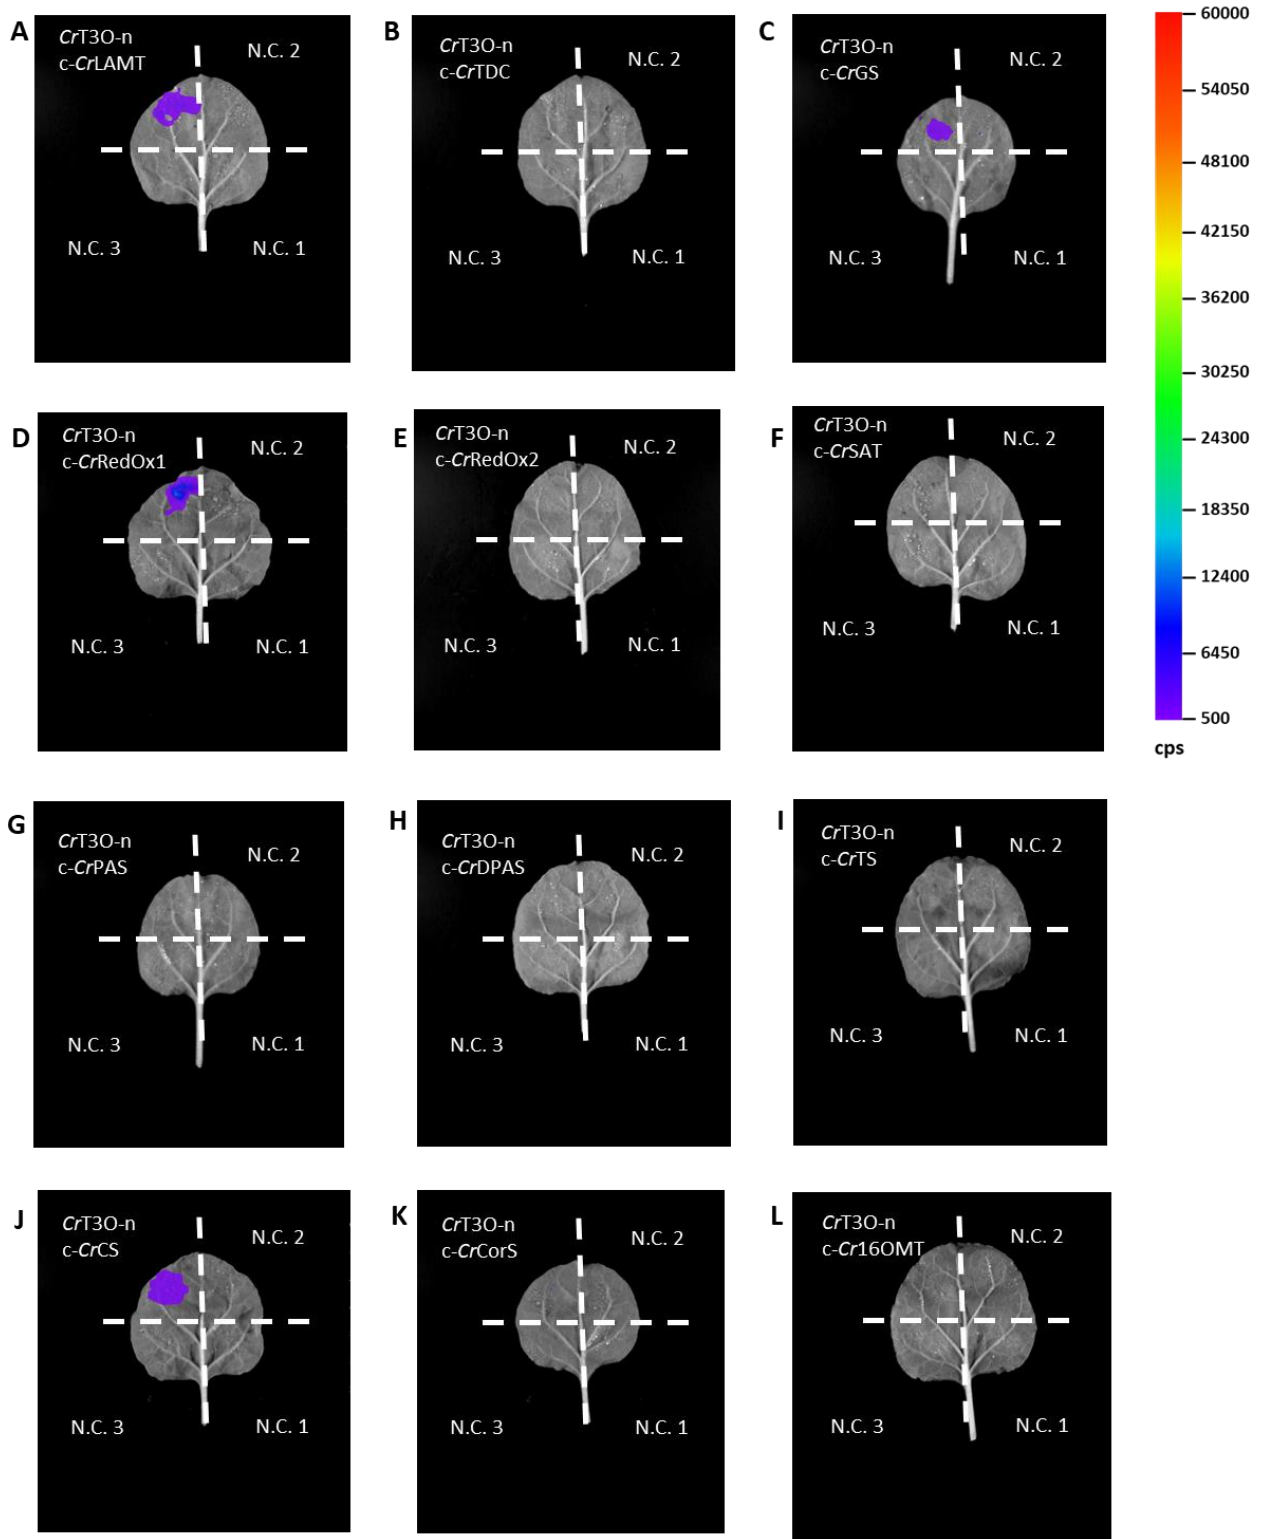 A
CrT3O-n
c-CrLAMT
N.C. 2
N.C. 3
N.C. 1
B
CrT3O-n
c-CrTDC
N.C. 2
N.C. 3
N.C. 1
C
CrT3O-n
c-CrGS
N.C. 2
N.C. 3
N.C. 1
60000
54050
48100
42150
36200
30250
24300
18350
12400
6450
500
cps
D
CrT3O-n
c-CrRedOx1
N.C. 2
N.C. 3
N.C. 1
E
CrT3O-n
c-CrRedOx2
N.C. 2
N.C. 3
N.C. 1
F
CrT3O-n
c-CrSAT
N.C. 2
N.C. 3
N.C. 1
G
CrT3O-n
c-CrPAS
N.C. 2
N.C. 3
N.C. 1
H
CrT3O-n
c-CrDPAS
N.C. 2
N.C. 3
N.C. 1
I
CrT3O-n
c-CrTS
N.C. 2
N.C. 3
N.C. 1
J
CrT3O-n
c-CrCS
N.C. 2
N.C. 3
N.C. 1
K
CrT3O-n
c-CrCorS
N.C. 2
N.C. 3
N.C. 1
L
CrT3O-n
c-Cr16OMT
N.C. 2
N.C. 3
N.C. 1